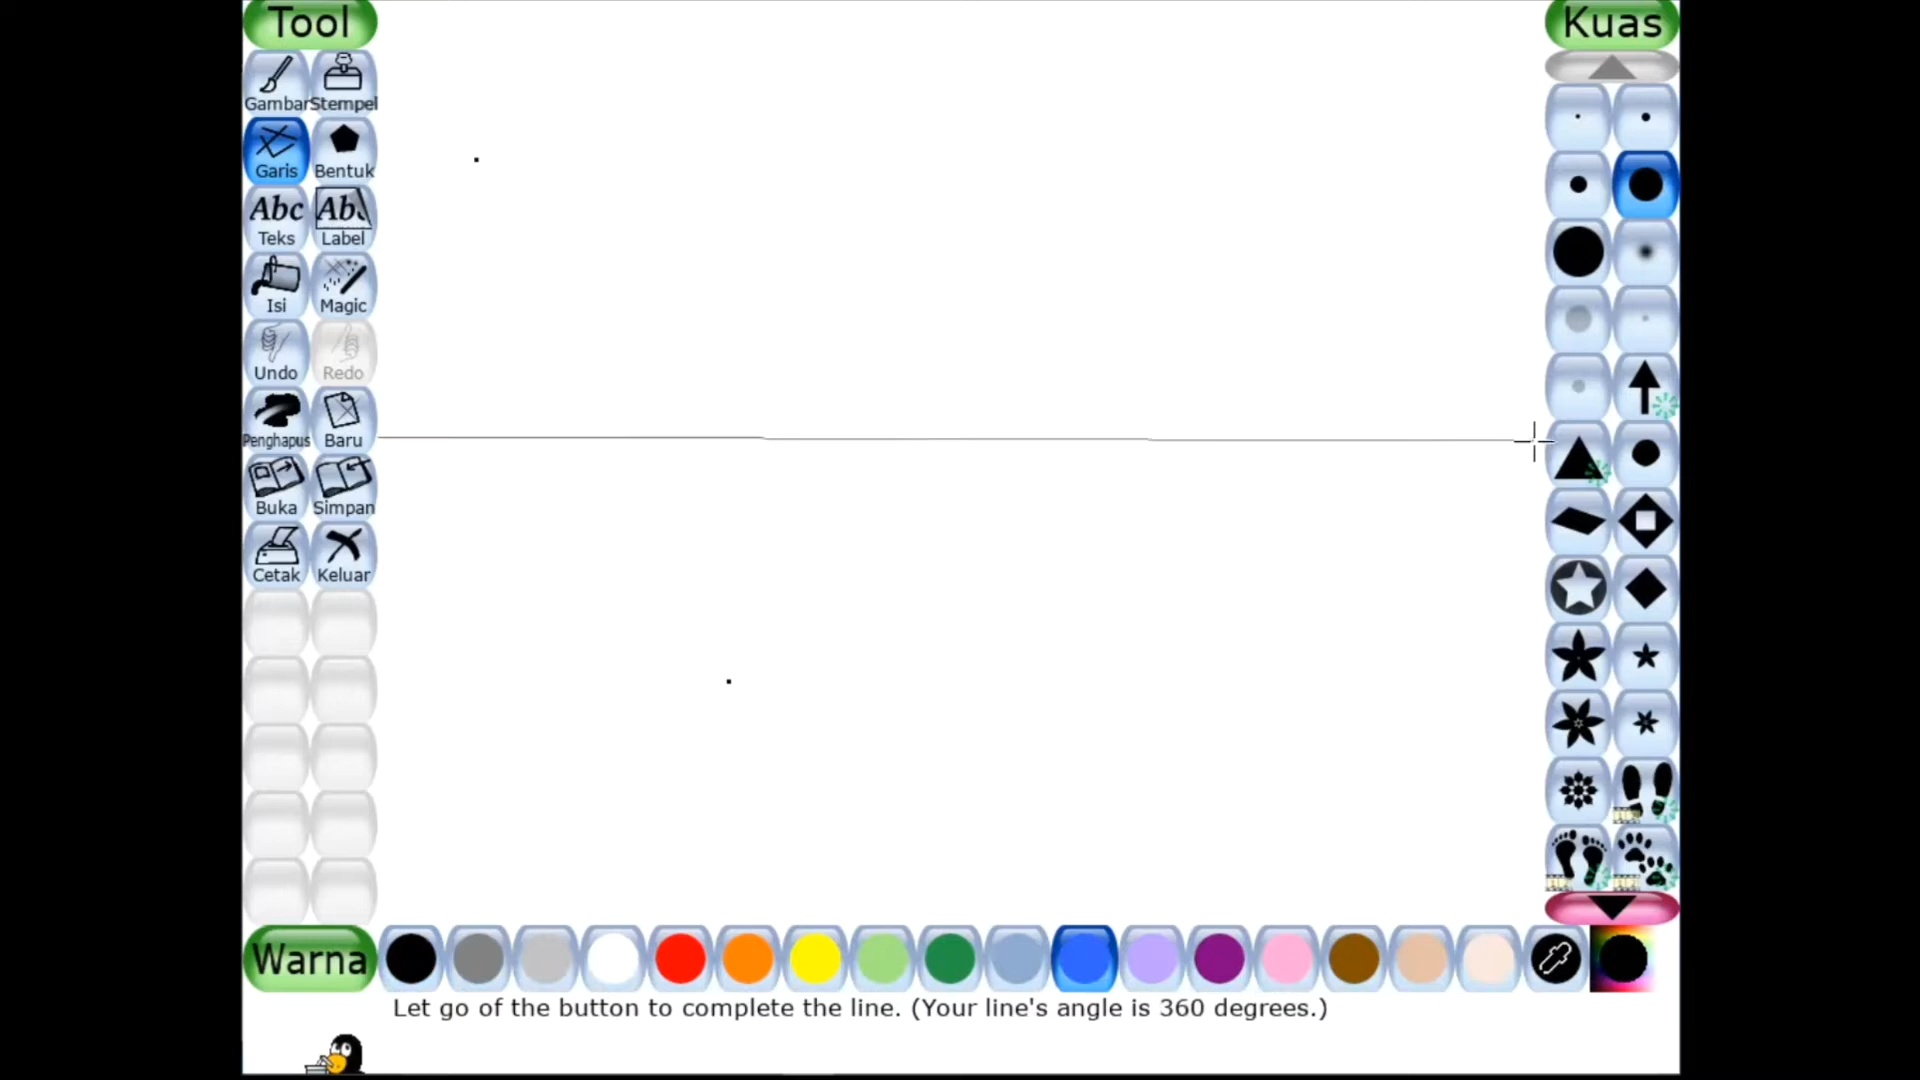 Tool
Kuas
Gambar
Stempel
Garis
Bentuk
Abc
Teks
Abc
Label
Isi
Magic
Undo
Redo
Penghapus
Baru
Buka
Simpan
Cetak
Keluar
Warna
Let go of the button to complete the line. (Your line's angle is 360 degrees.)